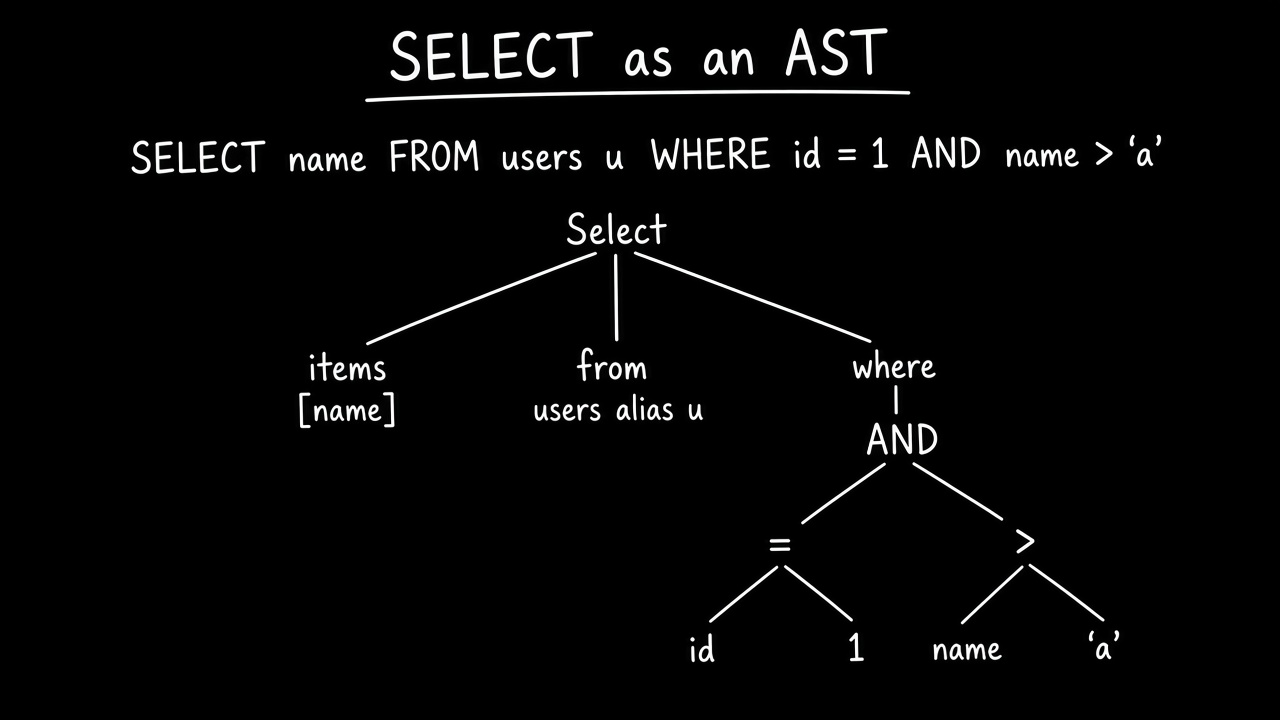 SELECT as an AST
SELECT name FROM users u WHERE id = 1 AND name > ‘a’
Select
items
[name]
from
users alias u
where
AND
= >
id 1 name ‘a’